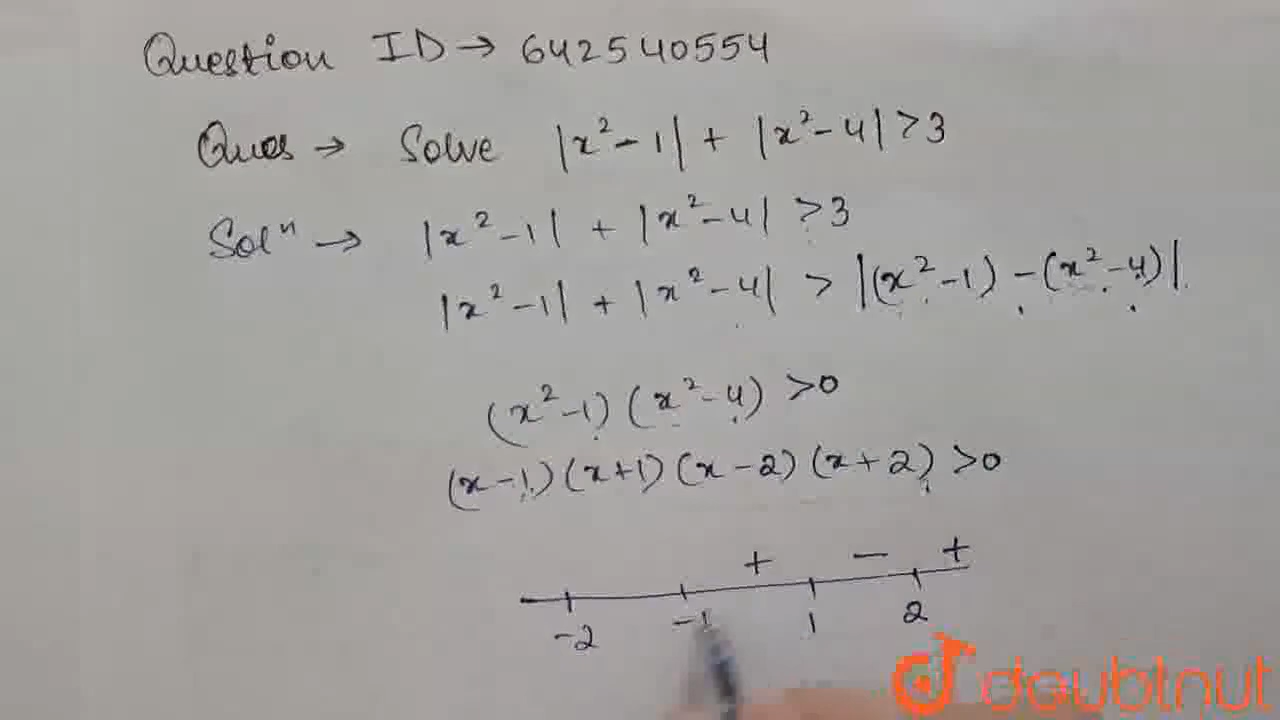 Question ID → 642540554
Ques → Solve |x²-1| + |x²-4| > 3
Solⁿ → |x²-1| + |x²-4| > 3
|x²-1| + |x²-4| > |(x²-1) - (x²-4)|
(x²-1)(x²-4) > 0
(x-1)(x+1)(x-2)(x+2) > 0
+ - +
-2 -1 1 2
doubtnut